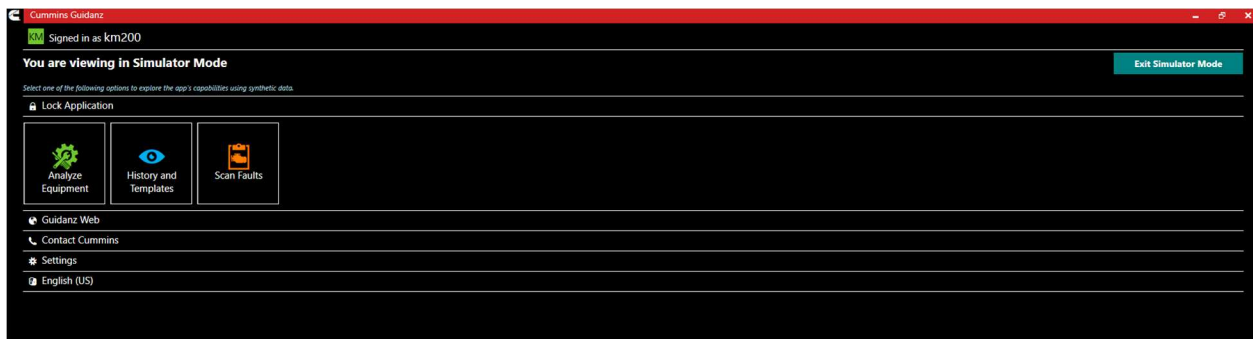 Cummins Guidanz
KM Signed in as km200
You are viewing in Simulator Mode
Exit Simulator Mode
Select one of the following options to explore the app's capabilities using synthetic data.
Lock Application
Analyze
Equipment
History and
Templates
Scan Faults
Guidanz Web
Contact Cummins
Settings
English (US)